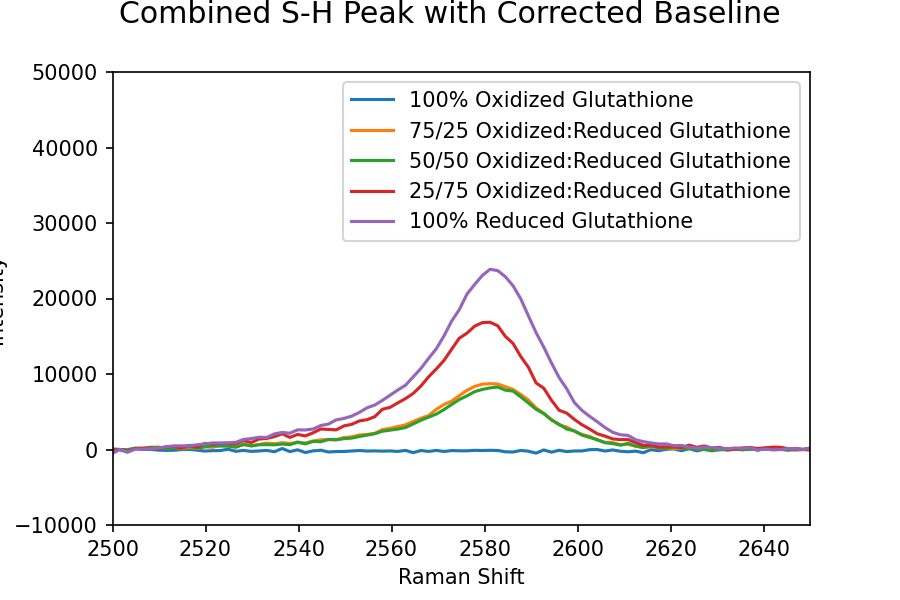 Combined S-H Peak with Corrected Baseline
50000
40000
30000
20000
10000
0
−10000
100% Oxidized Glutathione
75/25 Oxidized:Reduced Glutathione
50/50 Oxidized:Reduced Glutathione
25/75 Oxidized:Reduced Glutathione
100% Reduced Glutathione
2500 2520 2540 2560 2580 2600 2620 2640
Raman Shift